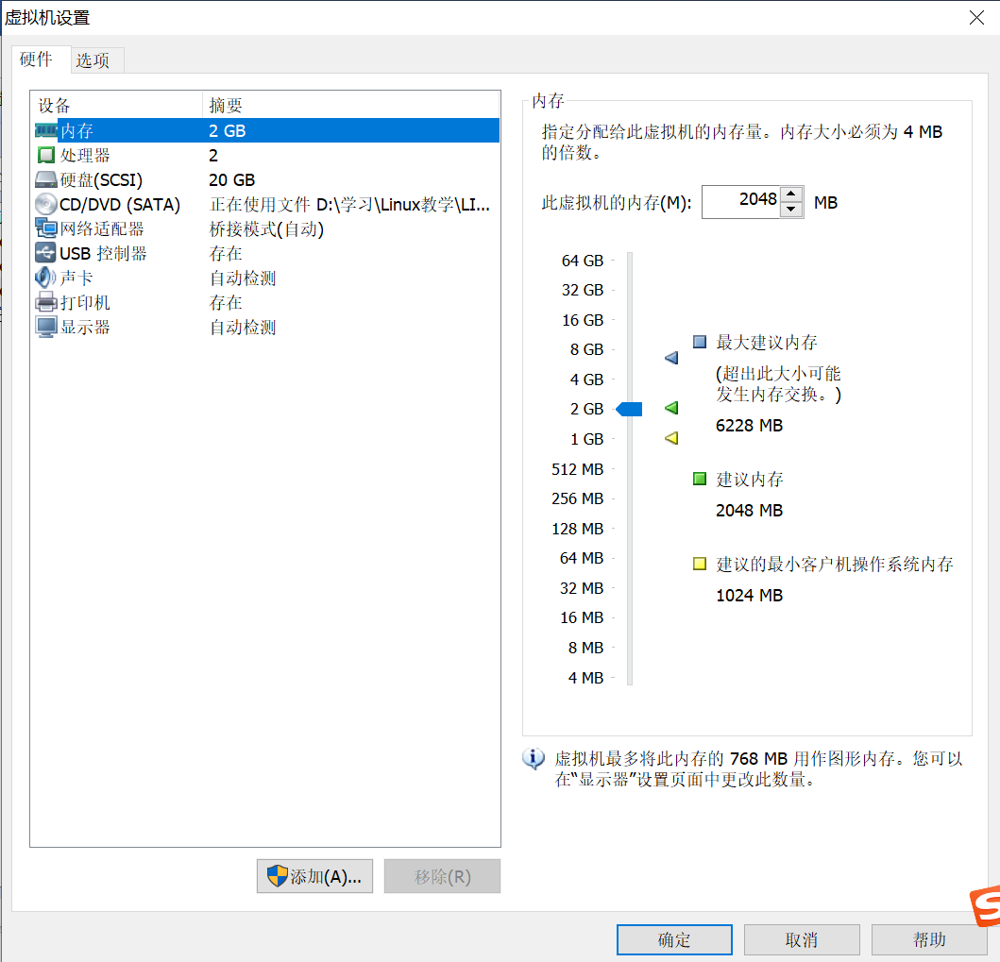 虚拟机设置
硬件 选项
设备 摘要
内存 2 GB
处理器 2
硬盘(SCSI) 20 GB
CD/DVD (SATA) 正在使用文件 D:\学习\Linux教学\LI...
网络适配器 桥接模式(自动)
USB 控制器 存在
声卡 自动检测
打印机 存在
显示器 自动检测
添加(A)... 移除(R)
内存
指定分配给此虚拟机的内存量。内存大小必须为 4 MB
的倍数。
此虚拟机的内存(M): 2048 MB
64 GB
32 GB
16 GB
8 GB
4 GB
2 GB
1 GB
512 MB
256 MB
128 MB
64 MB
32 MB
16 MB
8 MB
4 MB
最大建议内存
(超出此大小可能
发生内存交换。)
6228 MB
建议内存
2048 MB
建议的最小客户机操作系统内存
1024 MB
虚拟机最多将此内存的 768 MB 用作图形内存。您可以
在“显示器”设置页面中更改此数量。
确定 取消 帮助